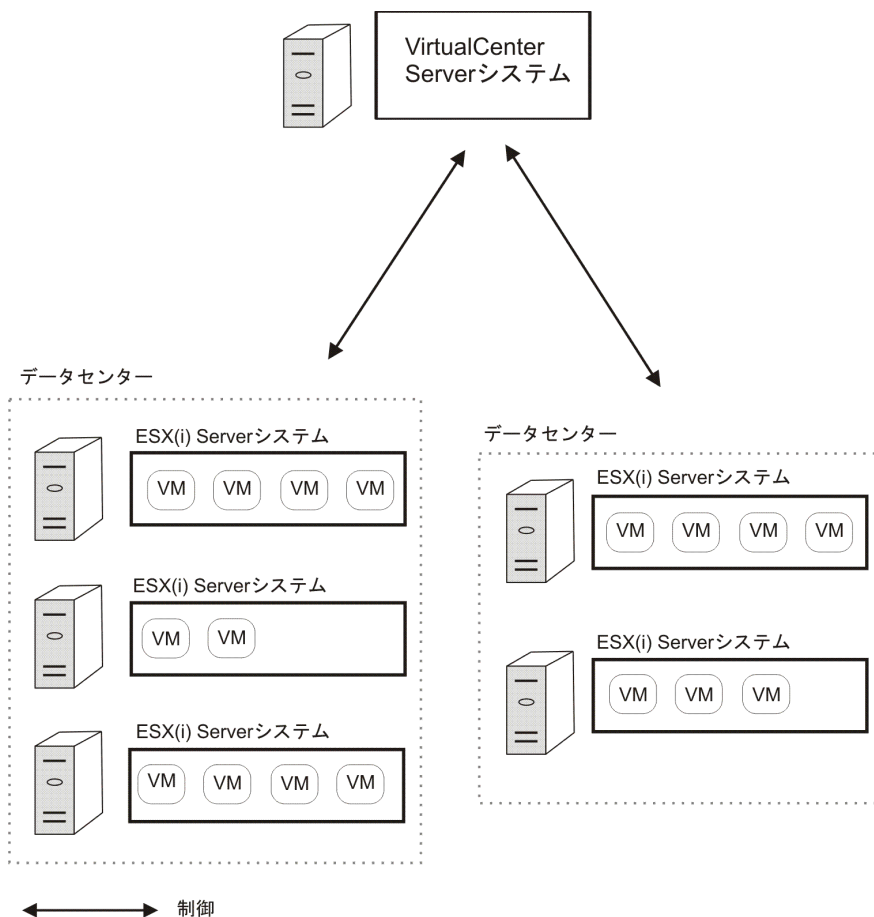 VirtualCenter
Serverシステム
データセンター
ESX(i) Serverシステム
VM VM VM VM
ESX(i) Serverシステム
VM VM
ESX(i) Serverシステム
VM VM VM VM
データセンター
ESX(i) Serverシステム
VM VM VM VM
ESX(i) Serverシステム
VM VM VM
制御